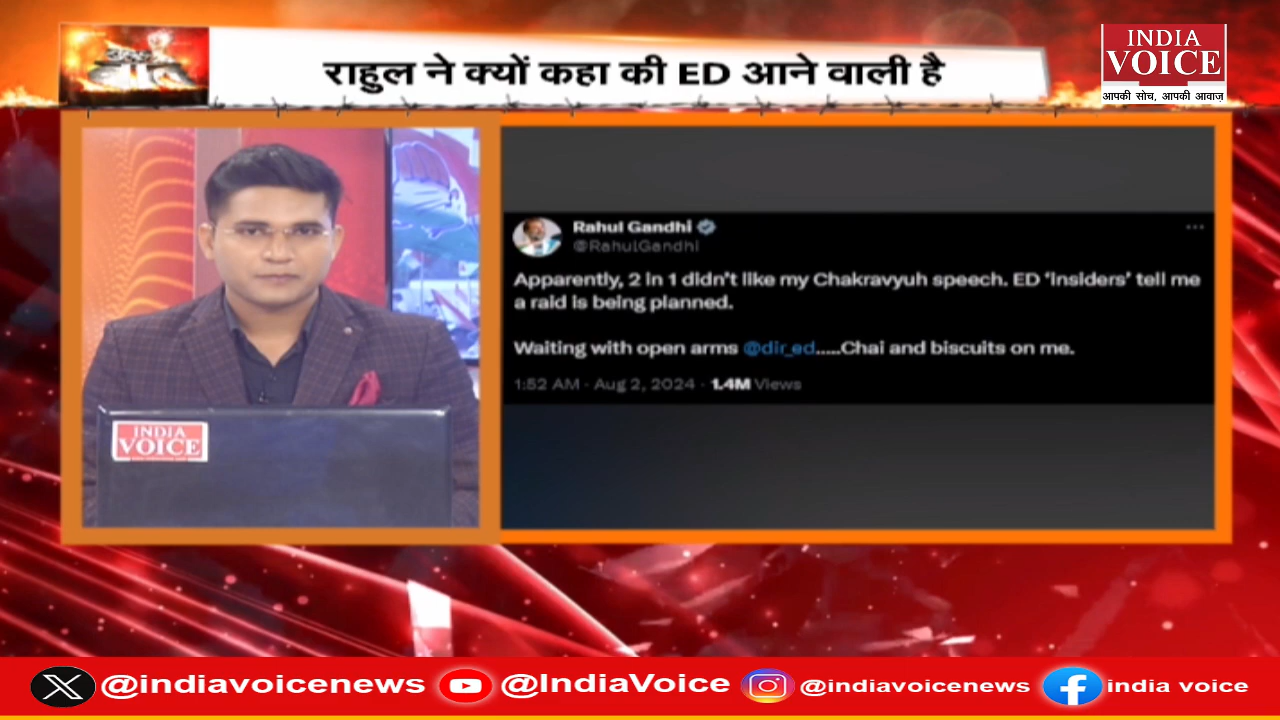 राहुल ने क्यों कहा की ED आने वाली है
INDIA
VOICE
आपकी सोच, आपकी आवाज़
Rahul Gandhi
@RahulGandhi
Apparently, 2 in 1 didn't like my Chakravyuh speech. ED 'insiders' tell me
a raid is being planned.
Waiting with open arms @dir_ed.....Chai and biscuits on me.
1:52 AM · Aug 2, 2024 · 1.4M Views
INDIA
VOICE
@indiavoicenews
@IndiaVoice
@indiavoicenews
india voice